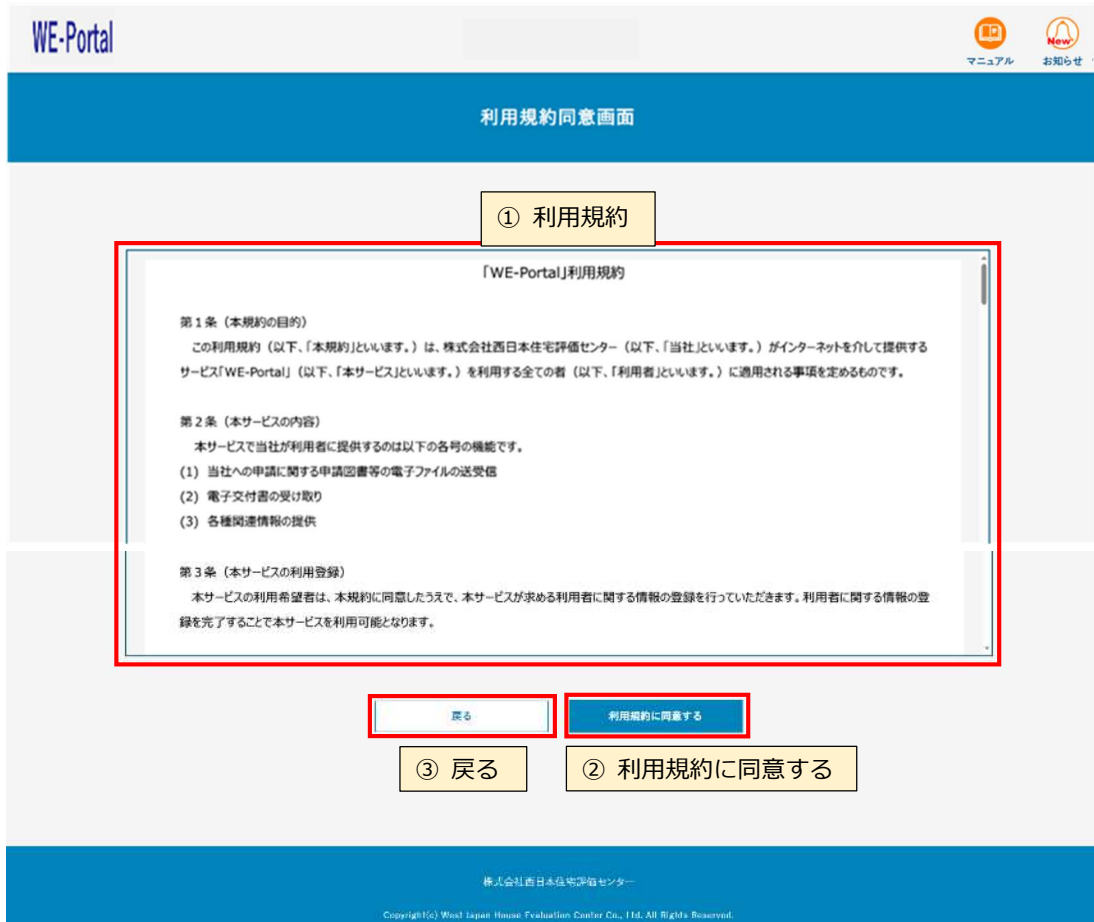 WE-Portal
マニュアル
New
お知らせ
利用規約同意画面
① 利用規約
「WE-Portal」利用規約
第1条（本規約の目的）
この利用規約（以下、「本規約」といいます。）は、株式会社西日本住宅評価センター（以下、「当社」といいます。）がインターネットを介して提供する
サービス「WE-Portal」（以下、「本サービス」といいます。）を利用する全ての者（以下、「利用者」といいます。）に適用される事項を定めるものです。
第2条（本サービスの内容）
本サービスで当社が利用者に提供するのは以下の各号の機能です。
(1) 当社への申請に関する申請図書等の電子ファイルの送受信
(2) 電子交付書の受け取り
(3) 各種関連情報の提供
第3条（本サービスの利用登録）
本サービスの利用希望者は、本規約に同意したうえで、本サービスが求める利用者に関する情報の登録を行っていただきます。利用者に関する情報の登
録を完了することで本サービスを利用可能となります。
戻る
利用規約に同意する
③ 戻る
② 利用規約に同意する
株式会社西日本住宅評価センター
Copyright(c) West Japan House Evaluation Center Co., Ltd. All Rights Reserved.